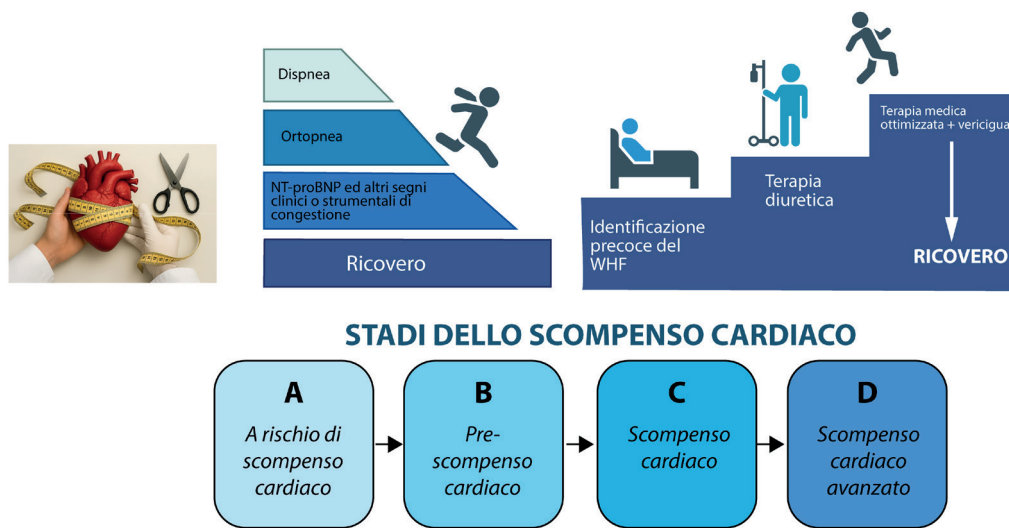 Dispnea
Ortopnea
NT-proBNP ed altri segni
clinici o strumentali di
congestione
Ricovero
Identificazione
precoce del
WHF
Terapia
diuretica
Terapia medica
ottimizzata + vericigua
RICOVERO
STADI DELLO SCOMPENSO CARDIACO
A
A rischio di
scompenso
cardiaco
B
Pre-
scompenso
cardiaco
C
Scompenso
cardiaco
D
Scompenso
cardiaco
avanzato